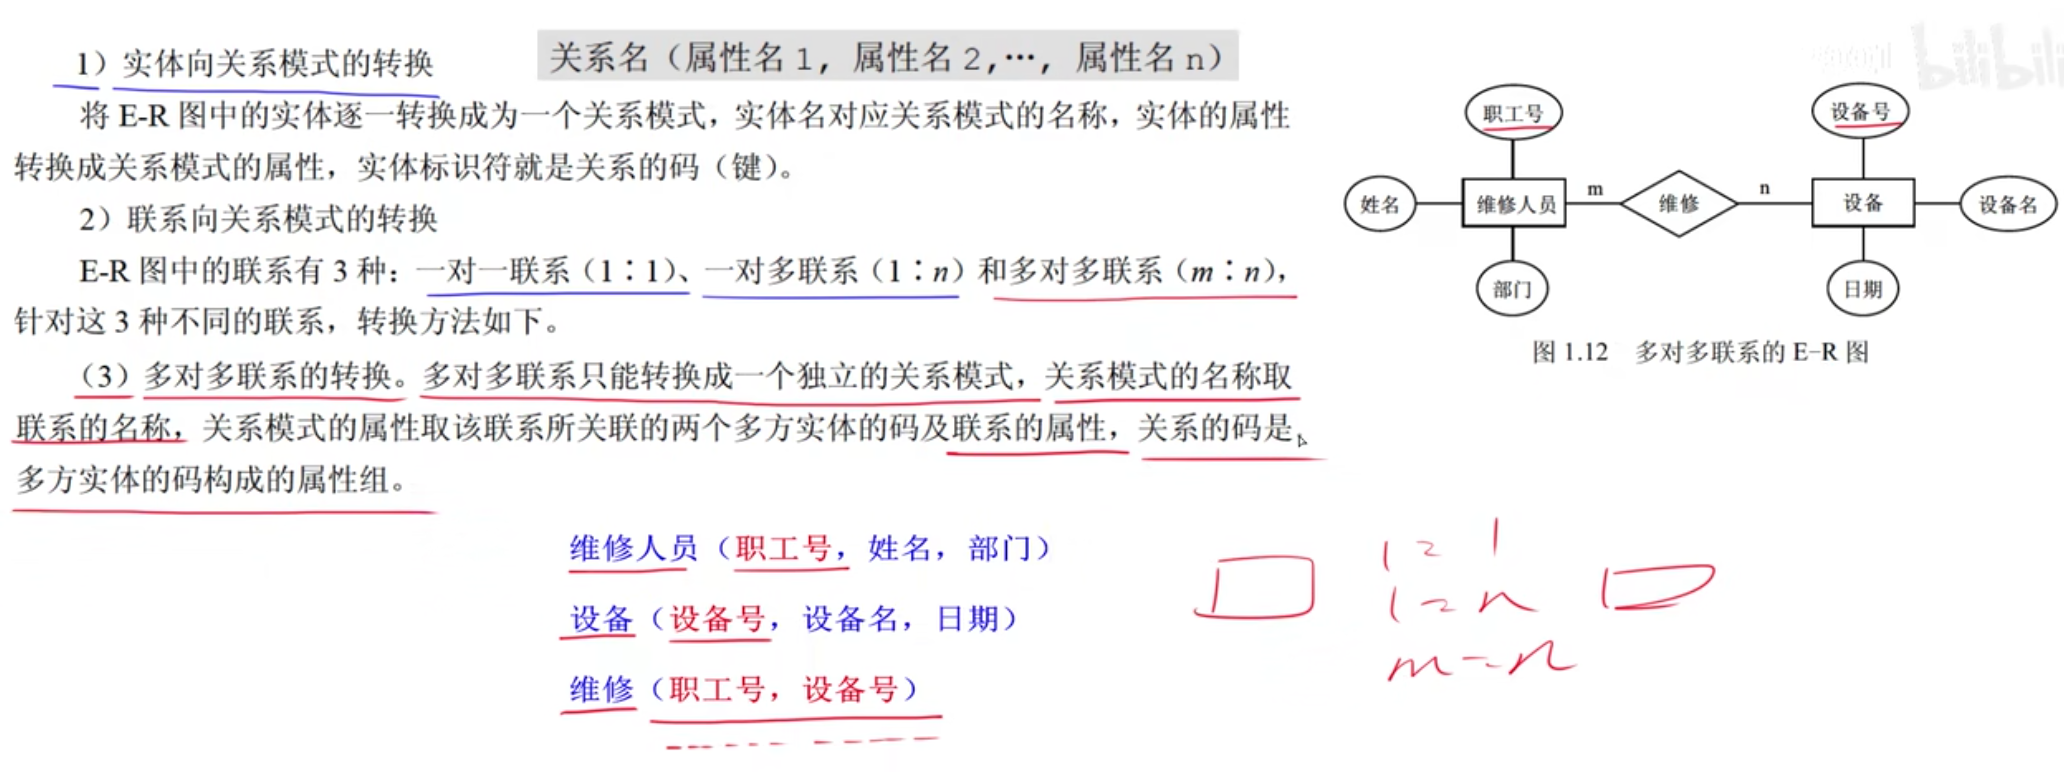 1）实体向关系模式的转换
关系名（属性名1，属性名2,…，属性名n）
将 E-R 图中的实体逐一转换成为一个关系模式，实体名对应关系模式的名称，实体的属性
转换成关系模式的属性，实体标识符就是关系的码（键）。
2）联系向关系模式的转换
E-R 图中的联系有 3 种：一对一联系（1∶1）、一对多联系（1∶n）和多对多联系（m∶n），
针对这 3 种不同的联系，转换方法如下。
（3）多对多联系的转换。多对多联系只能转换成一个独立的关系模式，关系模式的名称取
联系的名称，关系模式的属性取该联系所关联的两个多方实体的码及联系的属性，关系的码是
多方实体的码构成的属性组。
维修人员（职工号，姓名，部门）
设备（设备号，设备名，日期）
维修（职工号，设备号）
bilibili
职工号
设备号
姓名
维修人员
m
维修
n
设备
设备名
部门
日期
图 1.12 多对多联系的 E-R 图
1 : 1
1 : n
m : n